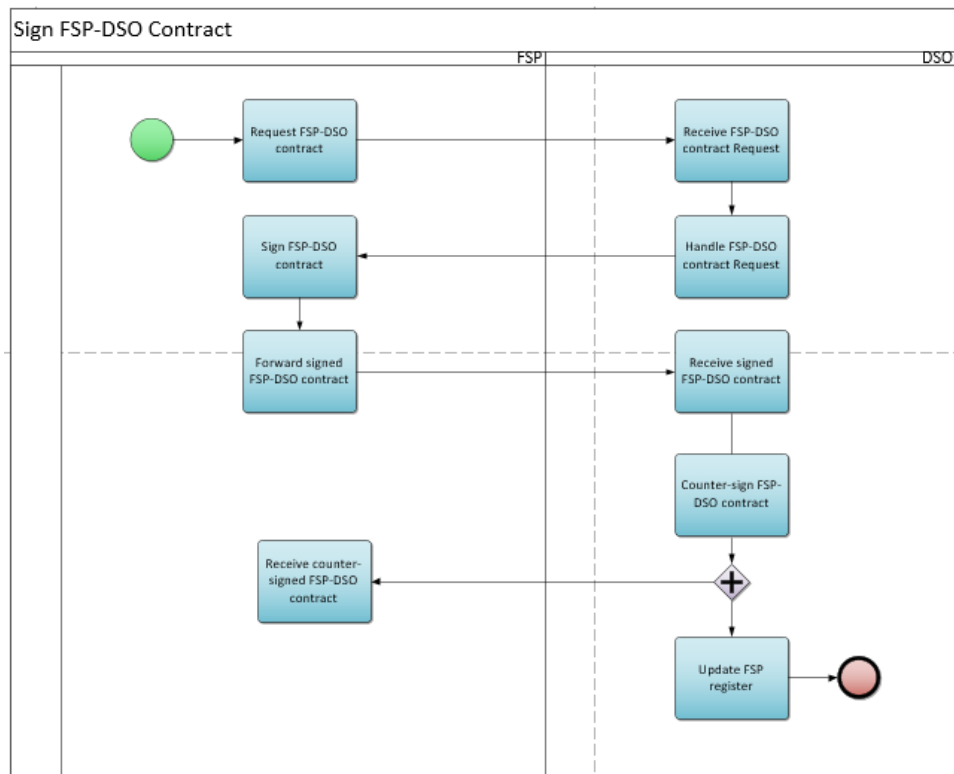 Sign FSP-DSO Contract
FSP
DSO
Request FSP-DSO
contract
Receive FSP-DSO
contract Request
Sign FSP-DSO
contract
Handle FSP-DSO
contract Request
Forward signed
FSP-DSO contract
Receive signed
FSP-DSO contract
Counter-sign FSP-
DSO contract
Receive counter-
signed FSP-DSO
contract
Update FSP
register